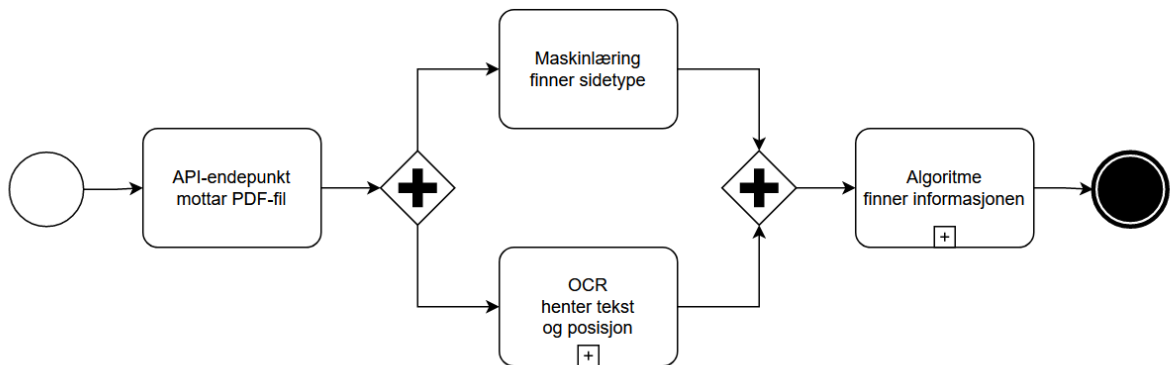 API-endepunkt
mottar PDF-fil
Maskinlæring
finner sidetype
OCR
henter tekst
og posisjon
Algoritme
finner informasjonen